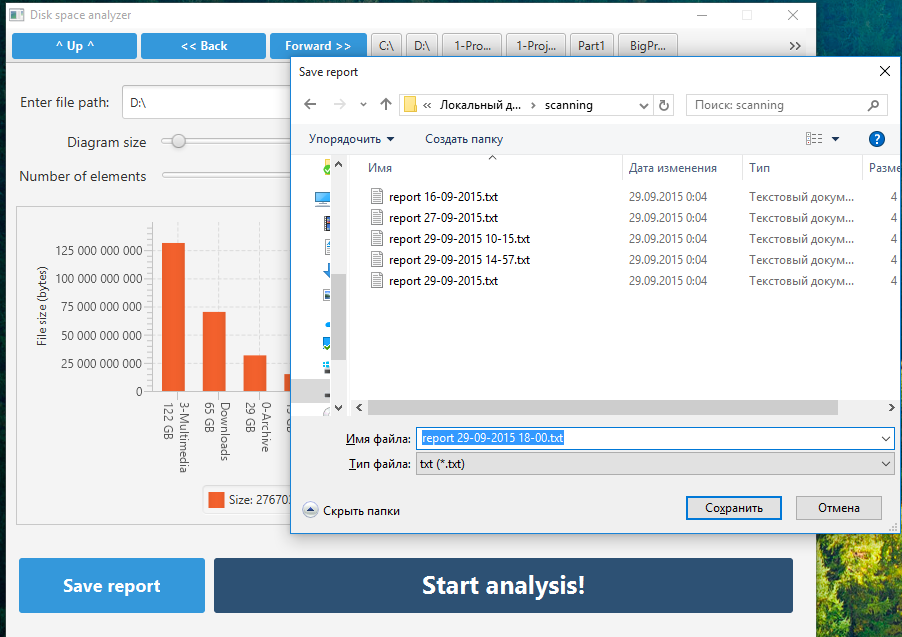 Disk space analyzer
^ Up ^
<< Back
Forward >>
C:\
D:\
1-Pro...
1-Proj...
Part1
BigPr...
>>
Enter file path:
D:\
Diagram size
Number of elements
File size (bytes)
125 000 000 000
100 000 000 000
75 000 000 000
50 000 000 000
25 000 000 000
0
3-Multimedia
122 GB
Downloads
65 GB
0-Archive
29 GB
Size: 27670
Save report
Start analysis!
Save report
« Локальный д... › scanning
Поиск: scanning
Упорядочить
Создать папку
?
Имя
Дата изменения
Тип
Разме
report 16-09-2015.txt 29.09.2015 0:04 Текстовый докум... 4
report 27-09-2015.txt 29.09.2015 0:04 Текстовый докум... 4
report 29-09-2015 10-15.txt 29.09.2015 0:04 Текстовый докум... 4
report 29-09-2015 14-57.txt 29.09.2015 0:04 Текстовый докум... 4
report 29-09-2015.txt 29.09.2015 0:04 Текстовый докум... 4
Имя файла: report 29-09-2015 18-00.txt
Тип файла: txt (*.txt)
Скрыть папки
Сохранить
Отмена